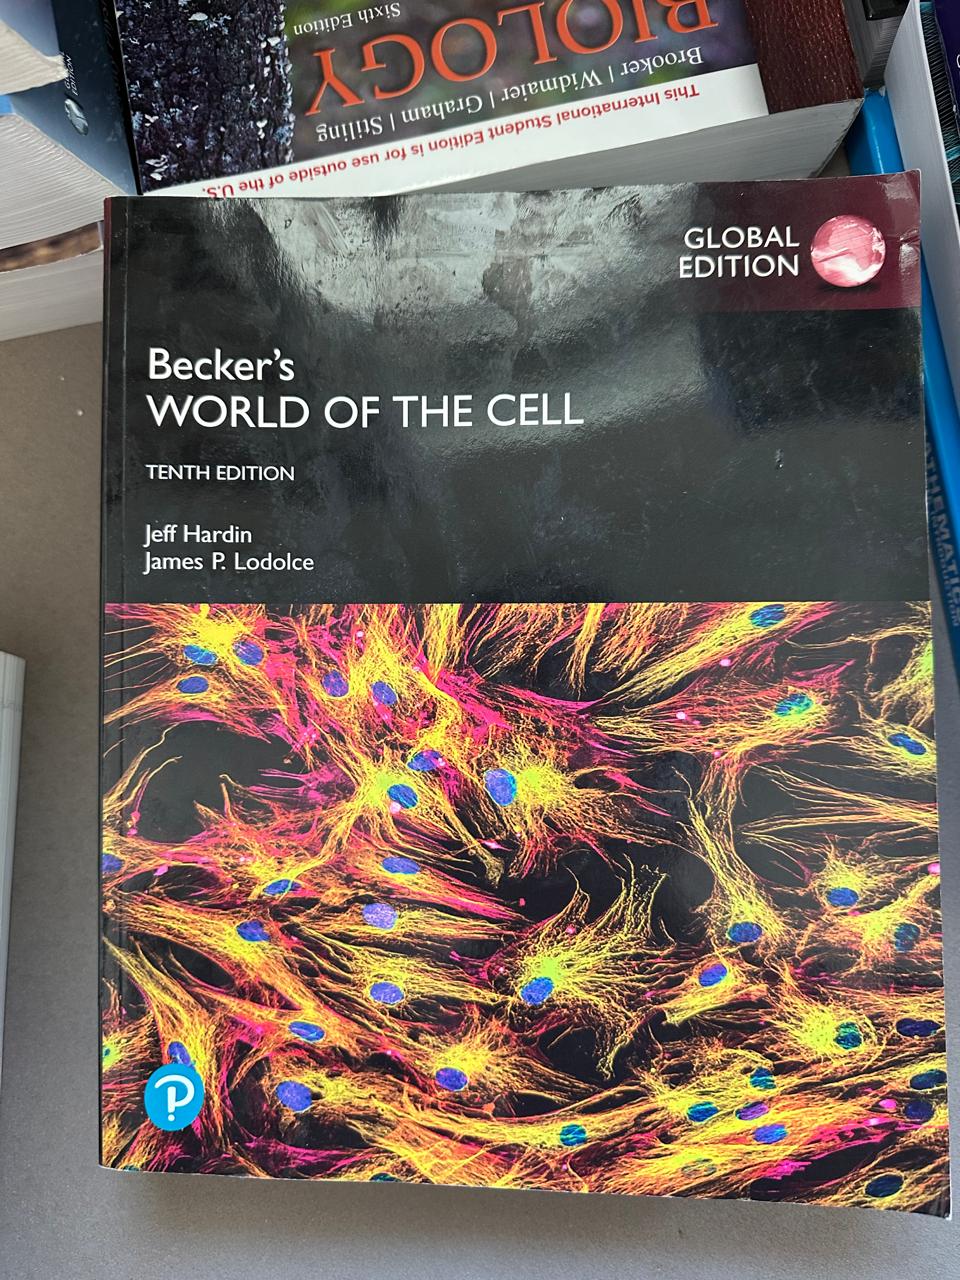 BIOLOGY
Sixth Edition
Brooker | Widmaier | Graham | Stiling
This International Student Edition is for use outside of the U.S.
GLOBAL
EDITION
Becker's
WORLD OF THE CELL
TENTH EDITION
Jeff Hardin
James P. Lodolce
P
EDITION